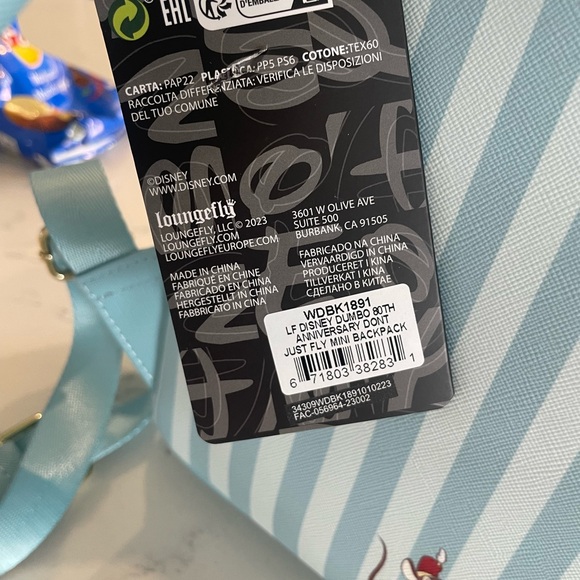 EHL
D'EMBALL
CARTA: PAP22 PLASTICA: PP5 PS6 COTONE:TEX60
RACCOLTA DIFFERENZIATA: VERIFICA LE DISPOSIZIONI
DEL TUO COMUNE
©DISNEY
WWW.DISNEY.COM
loungefly
LOUNGEFLY, LLC © 2023
LOUNGEFLY.COM
LOUNGEFLYEUROPE.COM
3601 W OLIVE AVE
SUITE 500
BURBANK, CA 91505
MADE IN CHINA
FABRIQUÉ EN CHINE
FABRICADO EN CHINA
HERGESTELLT IN CHINA
FABBRICATO IN CINA
FABRICADO NA CHINA
VERVAARDIGD IN CHINA
PRODUCERET I KINA
TILLVERKAT I KINA
СДЕЛАНО В КИТАЕ
WDBK1891
LF DISNEY DUMBO 80TH
ANNIVERSARY DONT
JUST FLY MINI BACKPACK
6 71803 38283 1
34309WDBK1891010223
FAC-056964-23002